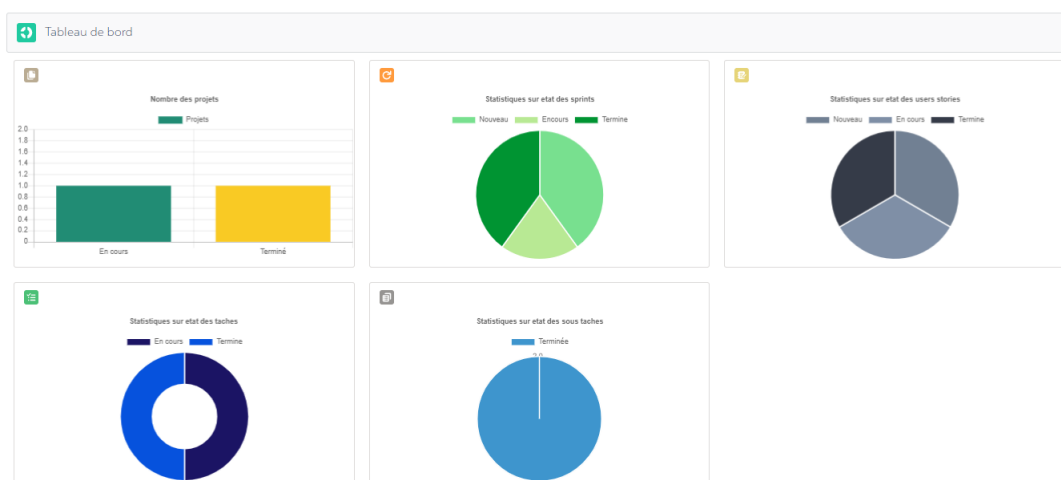 Tableau de bord
Nombre des projets
Projets
2.0
1.8
1.6
1.4
1.2
1.0
0.8
0.6
0.4
0.2
0
En cours Terminé
Statistiques sur etat des sprints
Nouveau Encours Termine
Statistiques sur etat des users stories
Nouveau En cours Termine
Statistiques sur etat des taches
En cours Termine
Statistiques sur etat des sous taches
Terminée